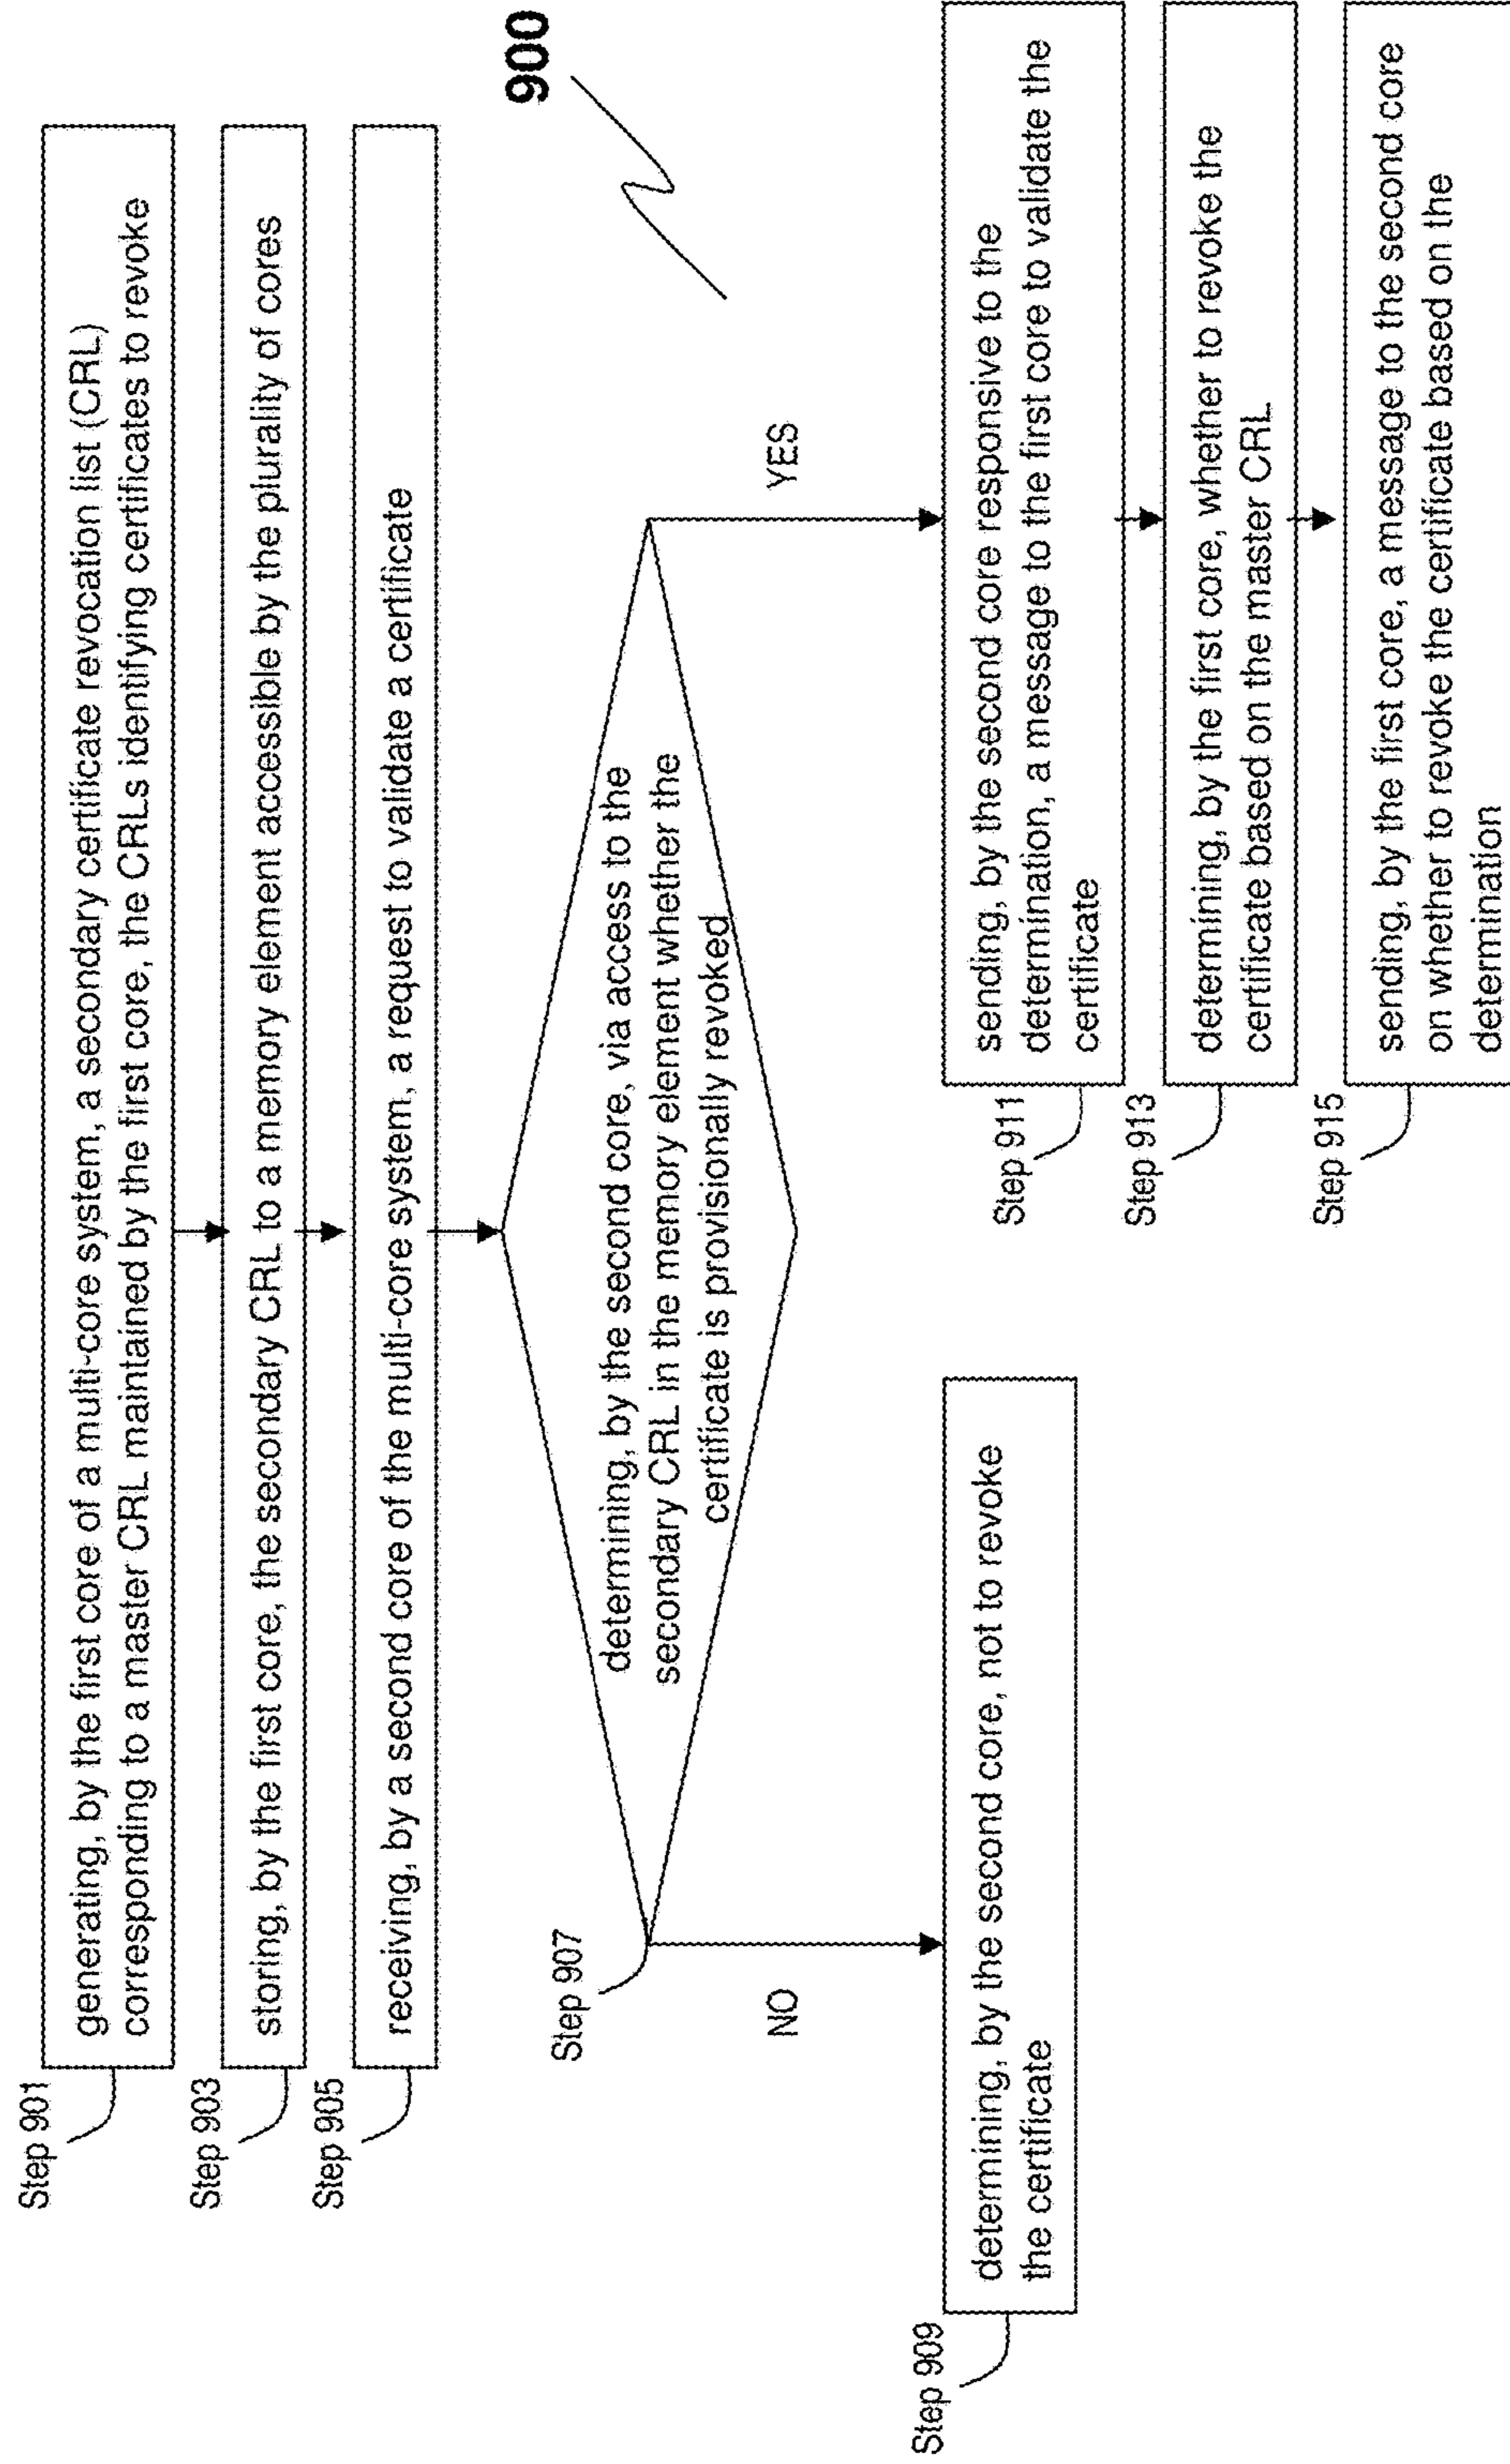 900
Step 901
generating, by the first core of a multi-core system, a secondary certificate revocation list (CRL)
corresponding to a master CRL maintained by the first core, the CRLs identifying certificates to revoke
Step 903
storing, by the first core, the secondary CRL to a memory element accessible by the plurality of cores
Step 905
receiving, by a second core of the multi-core system, a request to validate a certificate
Step 907
determining, by the second core, via access to the
secondary CRL in the memory element whether the
certificate is provisionally revoked
NO
YES
Step 909
determining, by the second core, not to revoke
the certificate
Step 911
sending, by the second core responsive to the
determination, a message to the first core to validate the
certificate
Step 913
determining, by the first core, whether to revoke the
certificate based on the master CRL
Step 915
sending, by the first core, a message to the second core
on whether to revoke the certificate based on the
determination